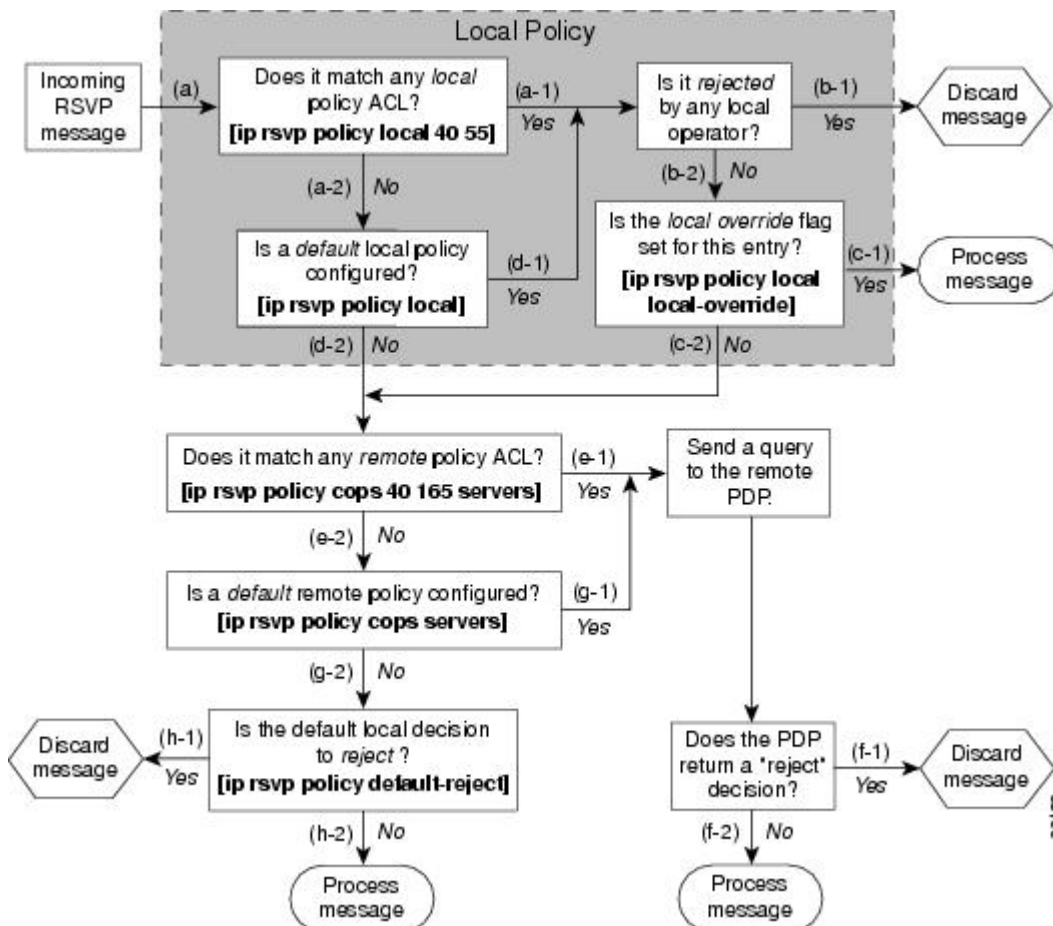 Local Policy
Incoming
RSVP
message
(a)
Does it match any local
policy ACL?
[ip rsvp policy local 40 55]
(a-1)
Yes
Is it rejected
by any local
operator?
(b-1)
Yes
Discard
message
(a-2) No
(b-2) No
Is a default local policy
configured?
[ip rsvp policy local]
(d-1)
Yes
Is the local override flag
set for this entry?
[ip rsvp policy local
local-override]
(c-1)
Yes
Process
message
(d-2) No
(c-2) No
Does it match any remote policy ACL?
[ip rsvp policy cops 40 165 servers]
(e-1)
Yes
Send a query
to the remote
PDP.
(e-2) No
Is a default remote policy configured?
[ip rsvp policy cops servers]
(g-1)
Yes
(g-2) No
Discard
message
(h-1)
Yes
Is the default local decision
to reject ?
[ip rsvp policy default-reject]
Does the PDP
return a "reject"
decision?
(f-1)
Yes
Discard
message
(h-2) No
(f-2) No
Process
message
Process
message